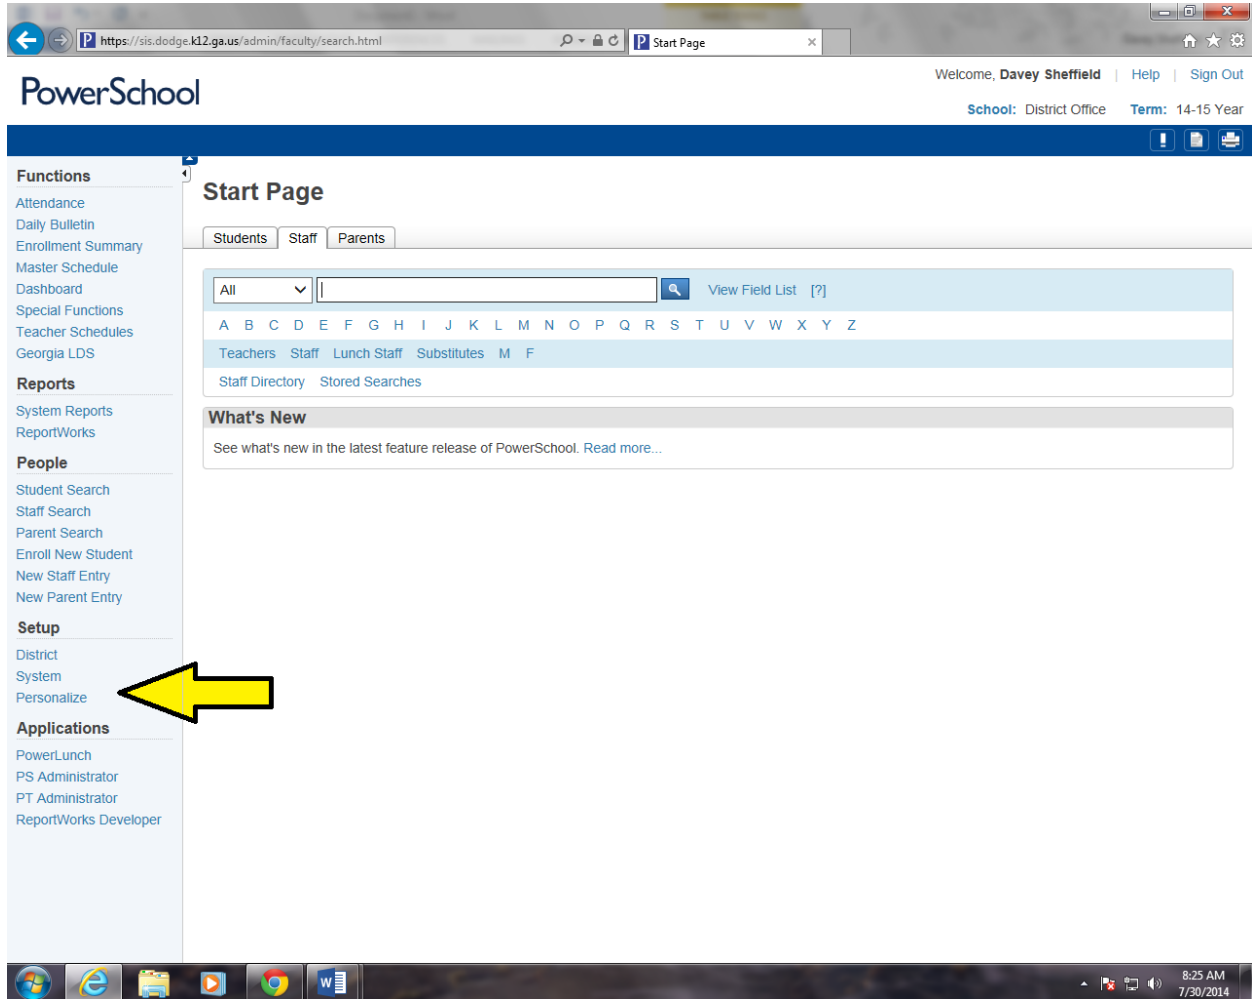 https://sis.dodge.k12.ga.us/admin/faculty/search.html
Start Page
PowerSchool
Welcome, Davey Sheffield | Help | Sign Out
School: District Office Term: 14-15 Year
Functions
Attendance
Daily Bulletin
Enrollment Summary
Master Schedule
Dashboard
Special Functions
Teacher Schedules
Georgia LDS
Reports
System Reports
ReportWorks
People
Student Search
Staff Search
Parent Search
Enroll New Student
New Staff Entry
New Parent Entry
Setup
District
System
Personalize
Applications
PowerLunch
PS Administrator
PT Administrator
ReportWorks Developer
Start Page
Students Staff Parents
All View Field List [?]
A B C D E F G H I J K L M N O P Q R S T U V W X Y Z
Teachers Staff Lunch Staff Substitutes M F
Staff Directory Stored Searches
What's New
See what's new in the latest feature release of PowerSchool. Read more...
8:25 AM
7/30/2014